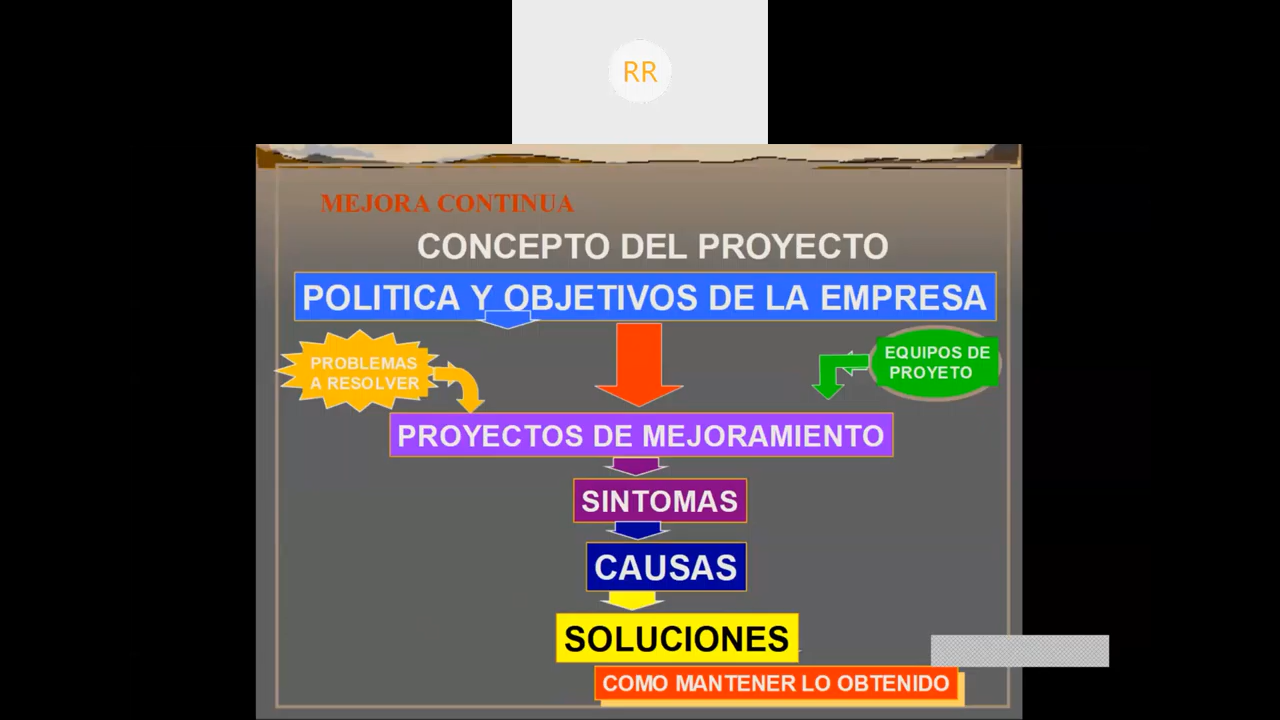 RR
MEJORA CONTINUA
CONCEPTO DEL PROYECTO
POLITICA Y OBJETIVOS DE LA EMPRESA
PROBLEMAS
A RESOLVER
EQUIPOS DE
PROYETO
PROYECTOS DE MEJORAMIENTO
SINTOMAS
CAUSAS
SOLUCIONES
COMO MANTENER LO OBTENIDO